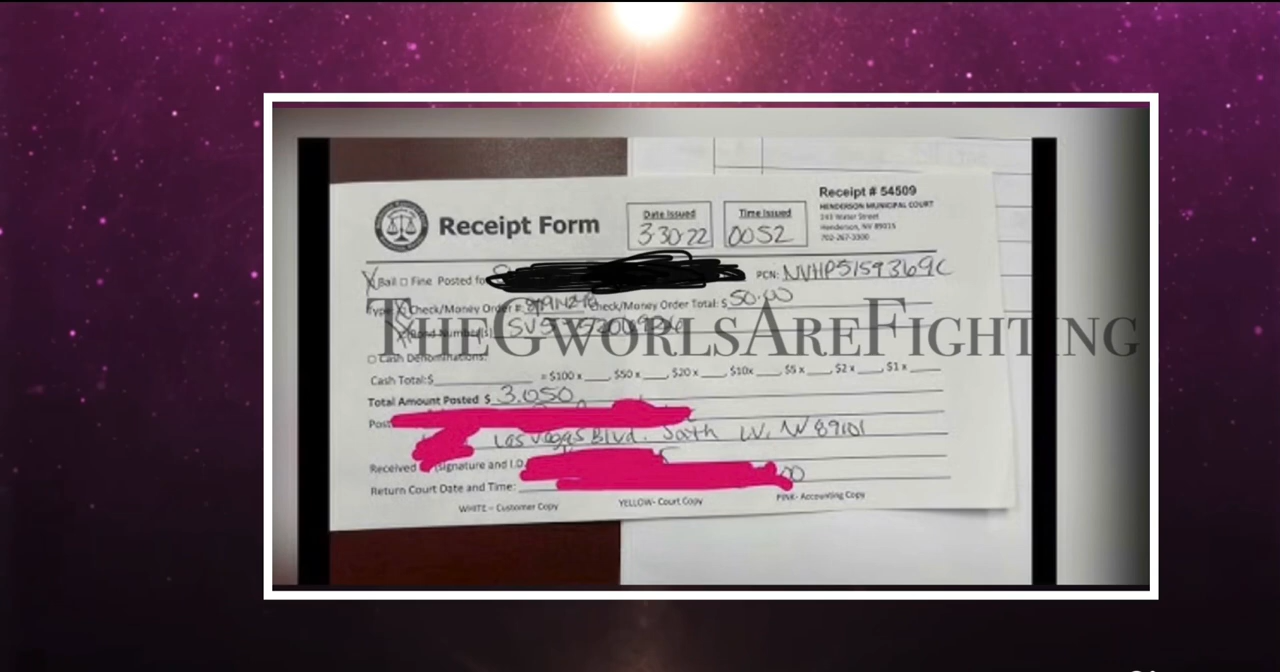 Receipt Form
Date Issued
3·30·22
Time Issued
0052
Receipt # 54509
HENDERSON MUNICIPAL COURT
243 Water Street
Henderson, NV 89015
702-267-3300
X Bail □ Fine Posted for
PCN: NVHP5159369C
Type: Check/Money Order #: Check/Money Order Total: $ 50.00
Bond Number(s)
THEGWORLSAREFIGHTING
□ Cash Denominations:
Cash Total: $ = $100 x $50 x $20 x $10x $5 x $2 x $1 x
Total Amount Posted $ 3,050
Post
Las Vegas Blvd. South LV, NV 89101
Received (signature and I.D.
Return Court Date and Time: 00
WHITE – Customer Copy
YELLOW- Court Copy
PINK- Accounting Copy